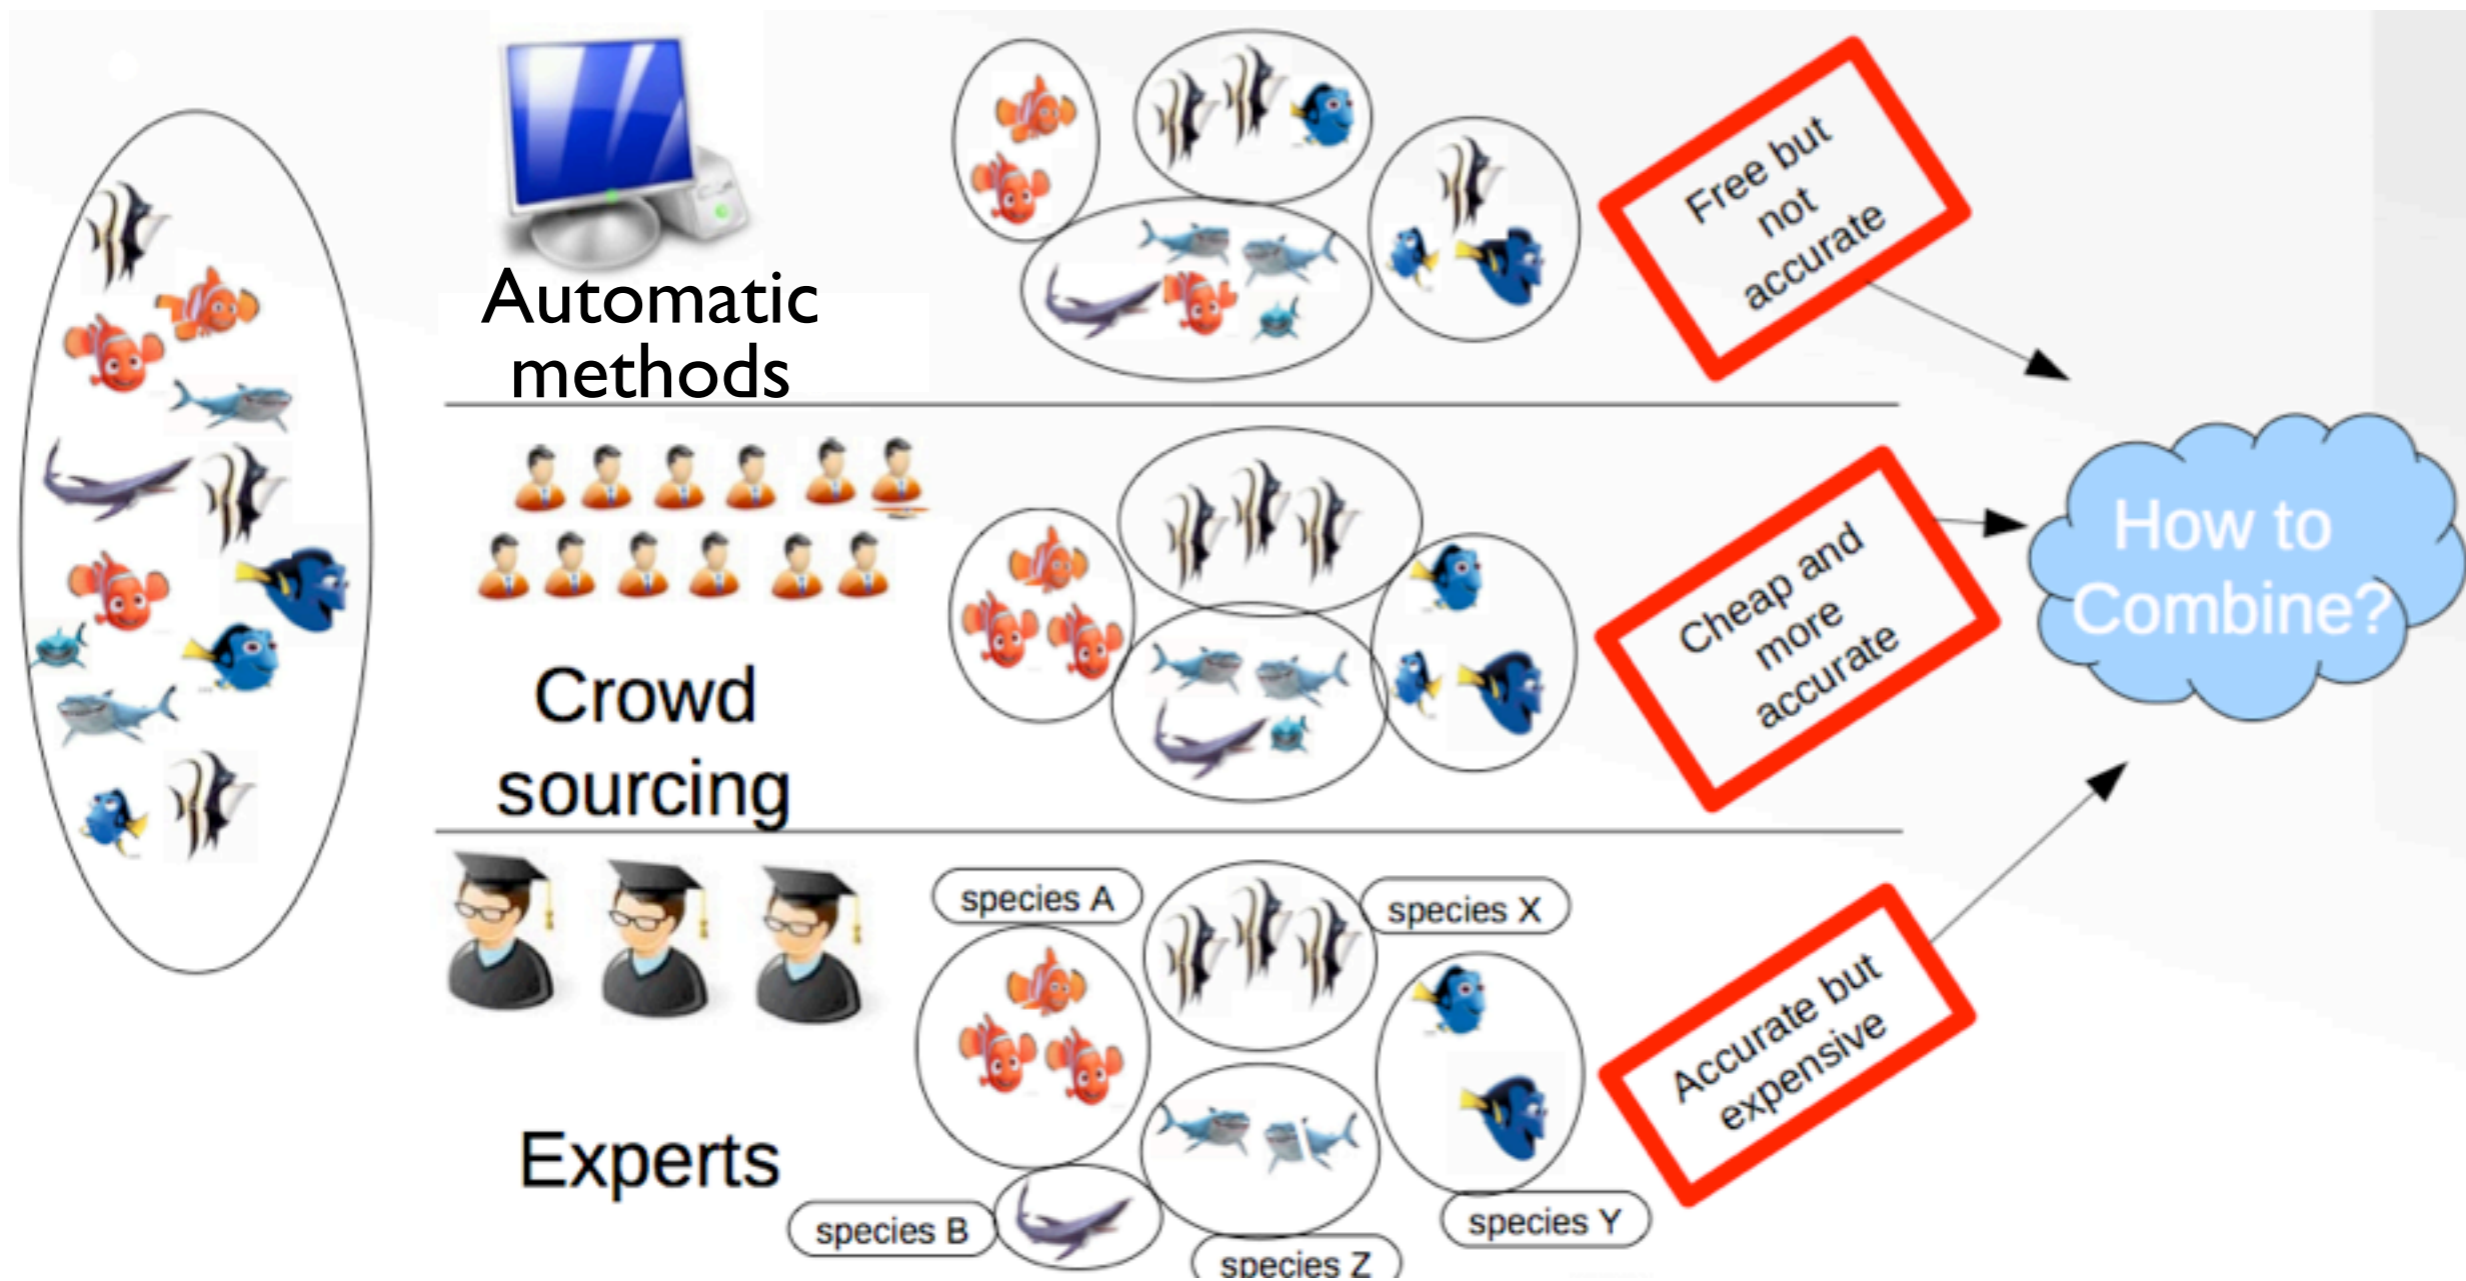 Automatic
methods
Free but
not
accurate
Crowd
sourcing
Cheap and
more
accurate
How to
Combine?
Experts
species A
species X
species B
species Z
species Y
Accurate but
expensive